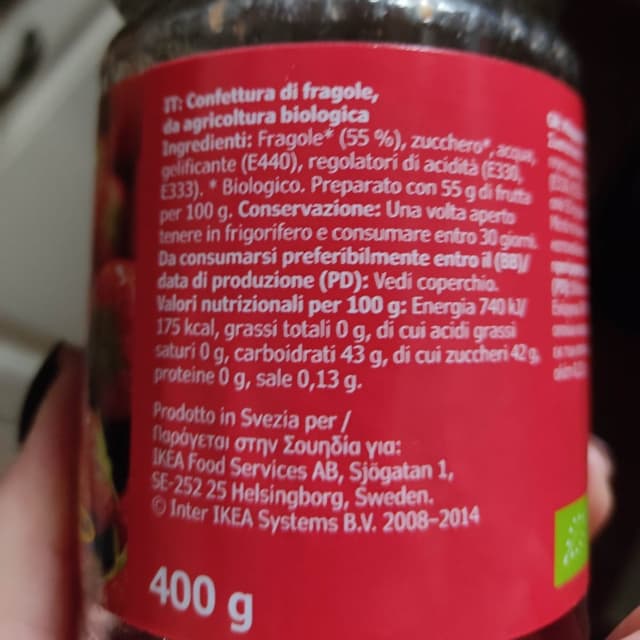 IT: Confettura di fragole,
da agricoltura biologica
Ingredienti: Fragole* (55 %), zucchero*, acqua,
gelificante (E440), regolatori di acidità (E330,
E333). * Biologico. Preparato con 55 g di frutta
per 100 g. Conservazione: Una volta aperto
tenere in frigorifero e consumare entro 30 giorni.
Da consumarsi preferibilmente entro il (BB)/
data di produzione (PD): Vedi coperchio.
Valori nutrizionali per 100 g: Energia 740 kJ/
175 kcal, grassi totali 0 g, di cui acidi grassi
saturi 0 g, carboidrati 43 g, di cui zuccheri 42 g,
proteine 0 g, sale 0,13 g.
Prodotto in Svezia per /
Παράγεται στην Σουηδία για:
IKEA Food Services AB, Sjögatan 1,
SE-252 25 Helsingborg, Sweden.
© Inter IKEA Systems B.V. 2008-2014
400 g